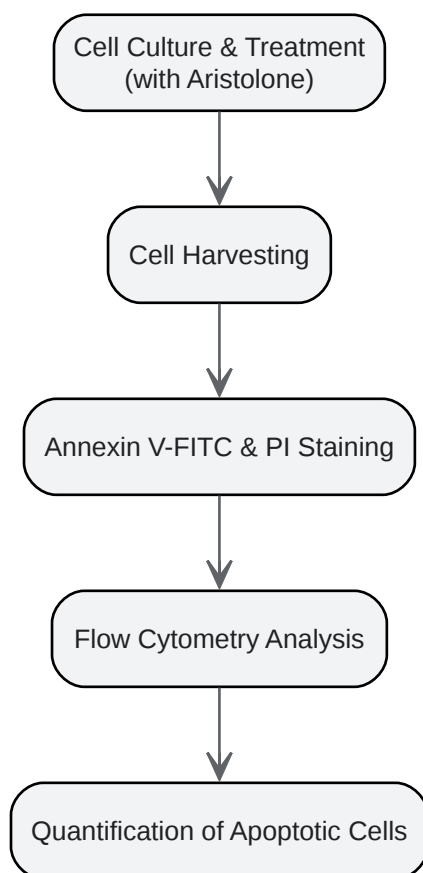 Cell Culture & Treatment
(with Aristolone)
Cell Harvesting
Annexin V-FITC & PI Staining
Flow Cytometry Analysis
Quantification of Apoptotic Cells